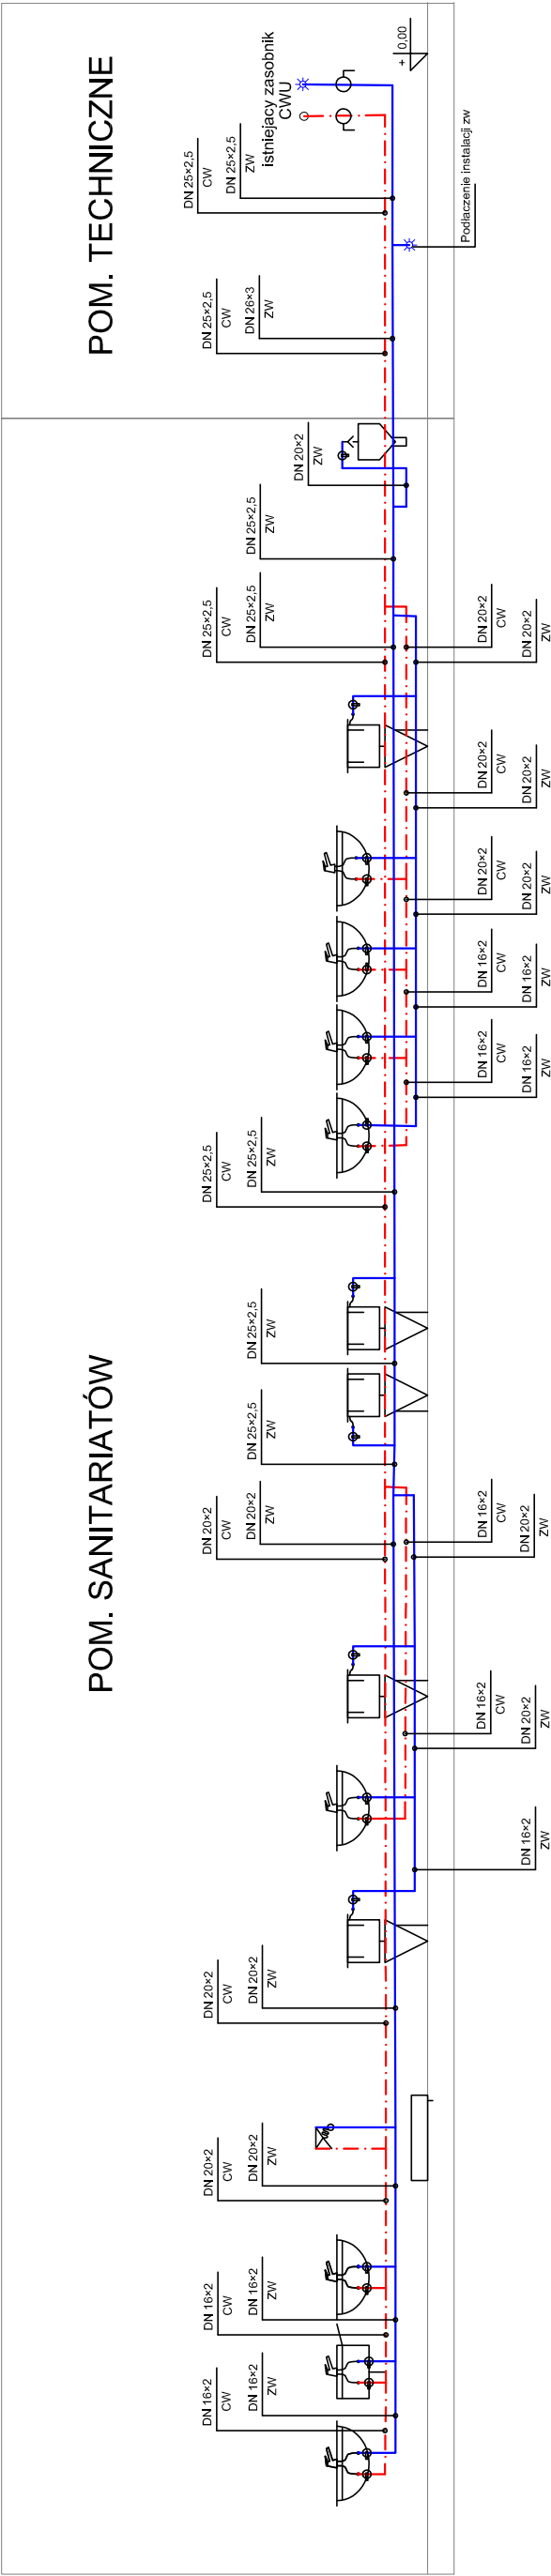 POM. SANITARIATÓW
POM. TECHNICZNE
DN 16×2
CW
DN 16×2
ZW
DN 16×2
CW
DN 16×2
ZW
DN 20×2
CW
DN 20×2
ZW
DN 20×2
CW
DN 20×2
ZW
DN 20×2
CW
DN 20×2
ZW
DN 25×2,5
ZW
DN 25×2,5
ZW
DN 25×2,5
CW
DN 25×2,5
ZW
DN 25×2,5
CW
DN 25×2,5
ZW
DN 25×2,5
ZW
DN 20×2
ZW
DN 25×2,5
CW
DN 26×3
ZW
DN 25×2,5
CW
DN 25×2,5
ZW
istniejacy zasobnik
CWU
+ 0,00
DN 16×2
ZW
DN 16×2
CW
DN 20×2
ZW
DN 16×2
CW
DN 20×2
ZW
DN 16×2
CW
DN 16×2
ZW
DN 16×2
CW
DN 16×2
ZW
DN 20×2
CW
DN 20×2
ZW
DN 20×2
CW
DN 20×2
ZW
DN 20×2
CW
DN 20×2
ZW
Podłaczenie instalacji zw